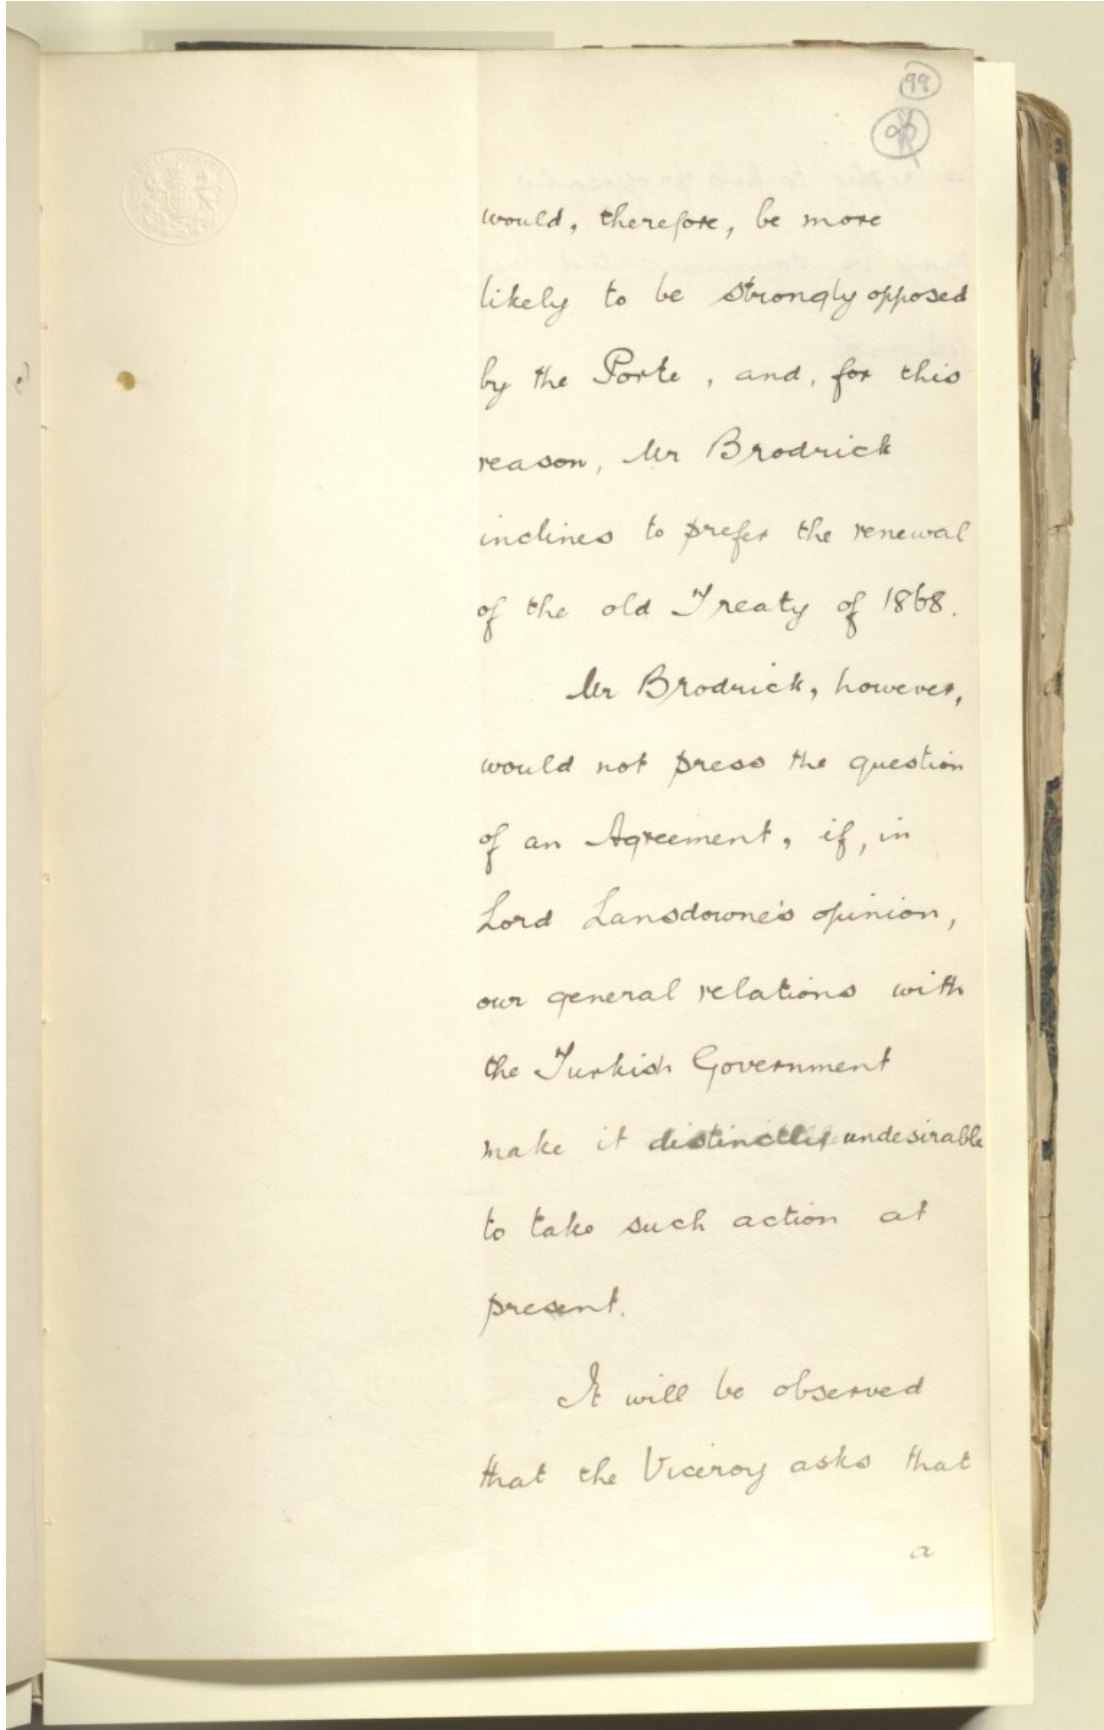 99
would, therefore, be more
likely to be strongly opposed
by the Porte, and, for this
reason, Mr Brodrick
inclines to prefer the renewal
of the old Treaty of 1868.
Mr Brodrick, however,
would not press the question
of an Agreement, if, in
Lord Lansdowne's opinion,
our general relations with
the Turkish Government
make it distinctly undesirable
to take such action at
present.
It will be observed
that the Viceroy asks that
a